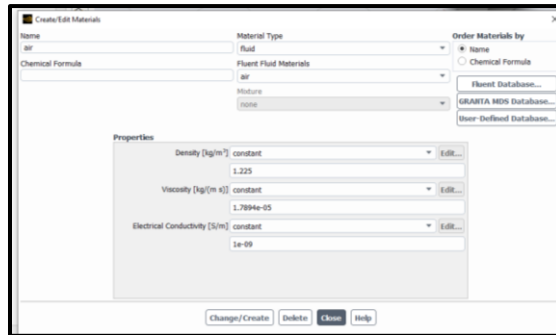 Create/Edit Materials
Name
Material Type
Order Materials by
air
fluid
Name
Chemical Formula
Chemical Formula
Fluent Fluid Materials
air
Fluent Database...
Mixture
none
GRANTA MDS Database...
User-Defined Database...
Properties
Density [kg/m³] constant Edit...
1.225
Viscosity [kg/(m s)] constant Edit...
1.7894e-05
Electrical Conductivity [S/m] constant Edit...
1e-09
Change/Create Delete Close Help